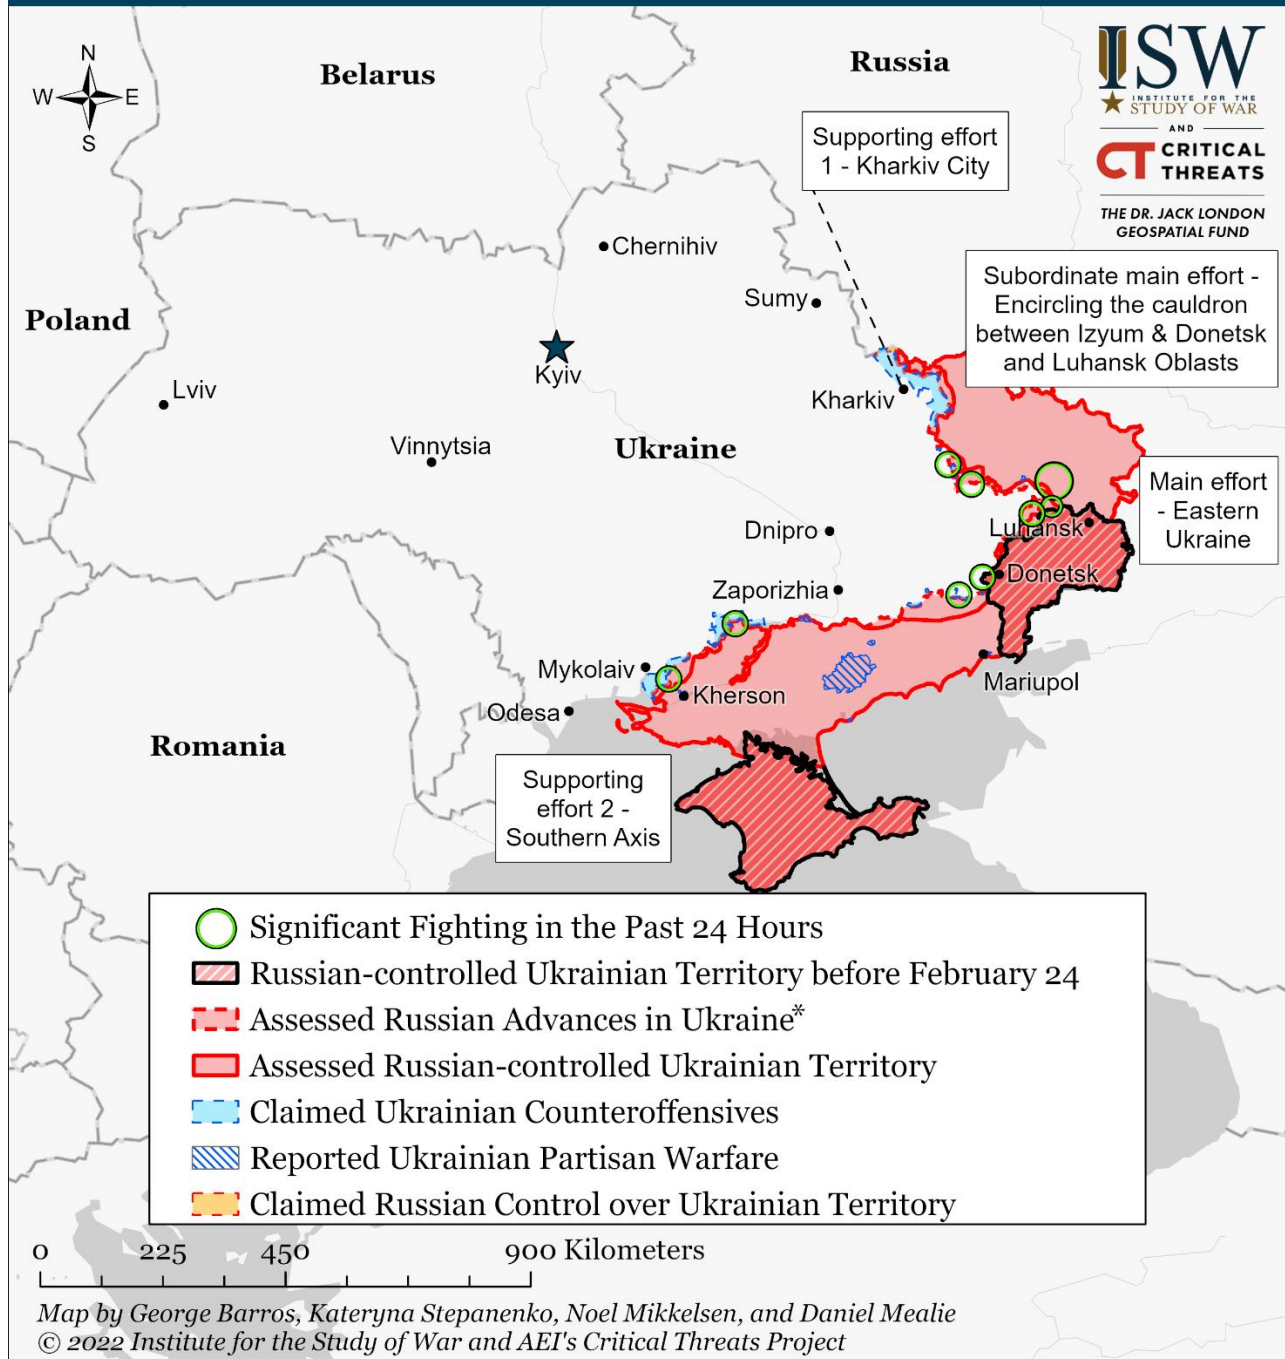 N
W E
S
Belarus
Russia
ISW
INSTITUTE FOR THE
STUDY OF WAR
AND
CT CRITICAL
THREATS
THE DR. JACK LONDON
GEOSPATIAL FUND
Supporting effort
1 - Kharkiv City
Chernihiv
Subordinate main effort -
Encircling the cauldron
between Izyum & Donetsk
and Luhansk Oblasts
Sumy
Poland
Kyiv
Lviv
Kharkiv
Vinnytsia
Ukraine
Main effort
- Eastern
Ukraine
Dnipro
Luhansk
Donetsk
Zaporizhia
Mykolaiv
Mariupol
Kherson
Odesa
Romania
Supporting
effort 2 -
Southern Axis
Significant Fighting in the Past 24 Hours
Russian-controlled Ukrainian Territory before February 24
Assessed Russian Advances in Ukraine*
Assessed Russian-controlled Ukrainian Territory
Claimed Ukrainian Counteroffensives
Reported Ukrainian Partisan Warfare
Claimed Russian Control over Ukrainian Territory
0 225 450 900 Kilometers
Map by George Barros, Kateryna Stepanenko, Noel Mikkelsen, and Daniel Mealie
© 2022 Institute for the Study of War and AEI's Critical Threats Project